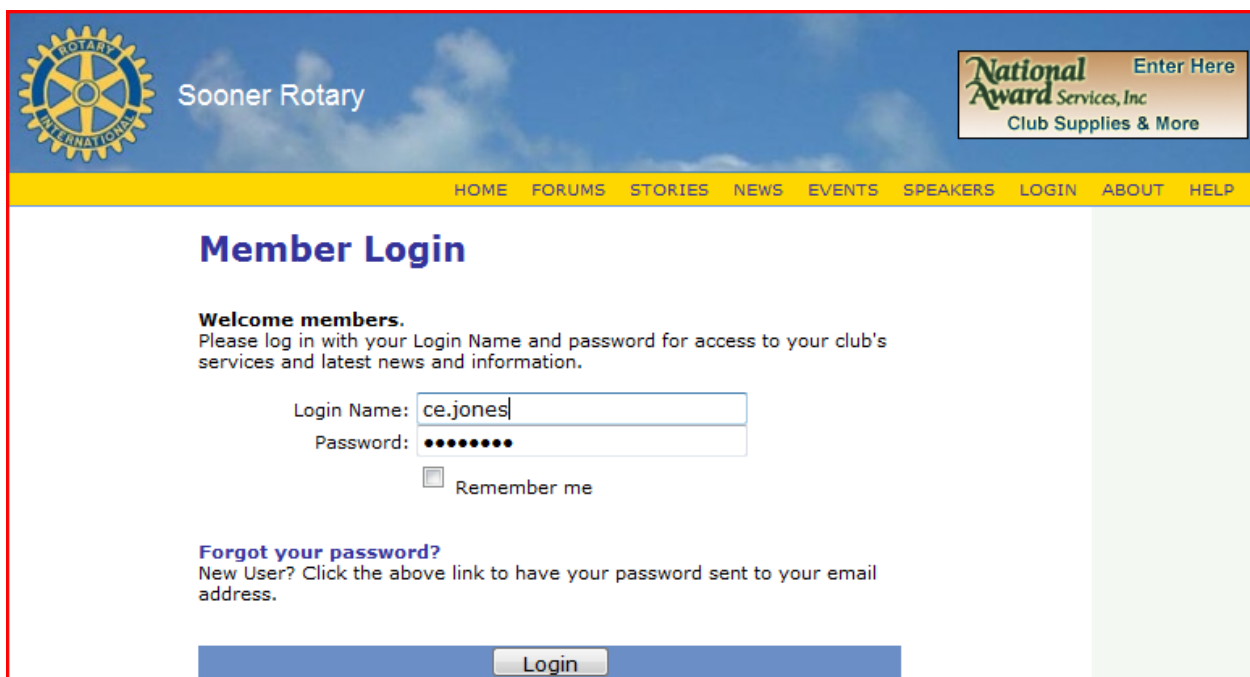 ROTARY
INTERNATIONAL
Sooner Rotary
National
Award Services, Inc
Enter Here
Club Supplies & More
HOME FORUMS STORIES NEWS EVENTS SPEAKERS LOGIN ABOUT HELP
Member Login
Welcome members.
Please log in with your Login Name and password for access to your club's
services and latest news and information.
Login Name: ce.jones
Password: ••••••••
Remember me
Forgot your password?
New User? Click the above link to have your password sent to your email
address.
Login